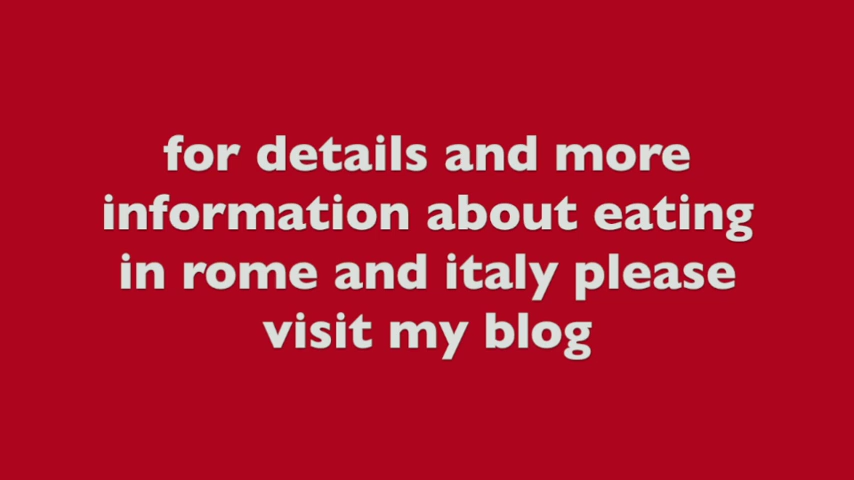 for details and more
information about eating
in rome and italy please
visit my blog